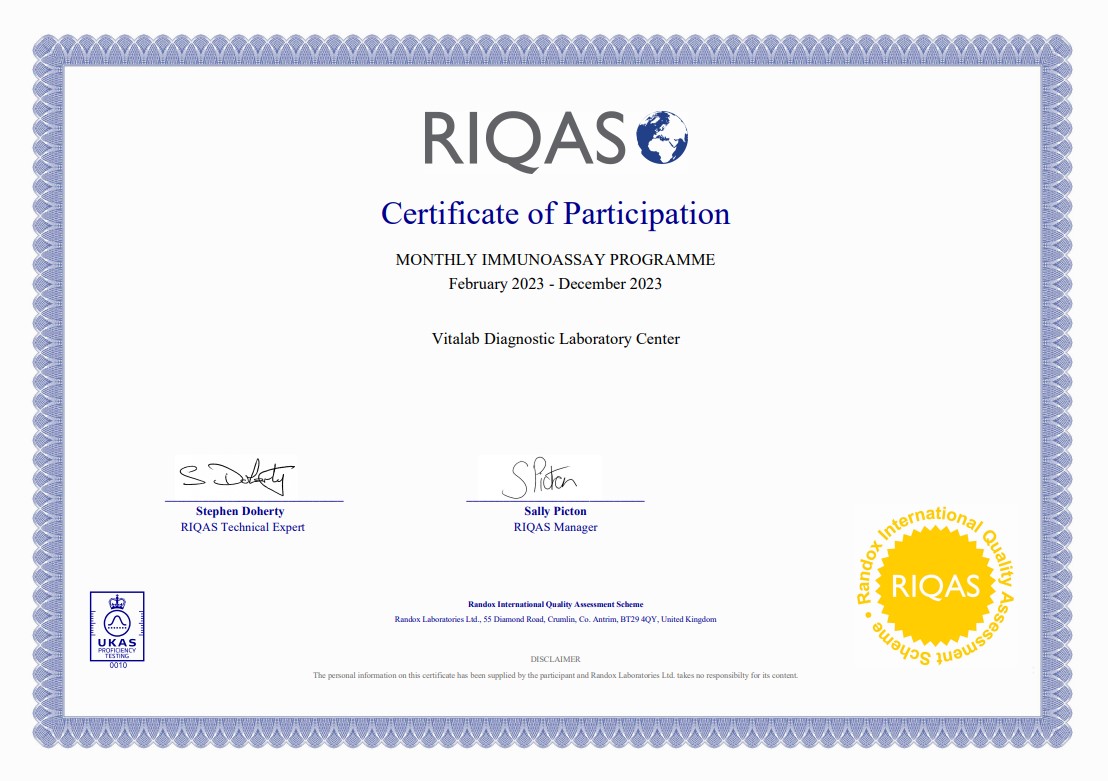 RIQAS
Certificate of Participation
MONTHLY IMMUNOASSAY PROGRAMME
February 2023 - December 2023
Vitalab Diagnostic Laboratory Center
S Doherty
S Picton
Stephen Doherty
Sally Picton
RIQAS Technical Expert
RIQAS Manager
Randox International Quality Assessment Scheme •
RIQAS
UKAS
PROFICIENCY
TESTING
0010
Randox International Quality Assessment Scheme
Randox Laboratories Ltd., 55 Diamond Road, Crumlin, Co. Antrim, BT29 4QY, United Kingdom
DISCLAIMER
The personal information on this certificate has been supplied by the participant and Randox Laboratories Ltd. takes no responsibilty for its content.